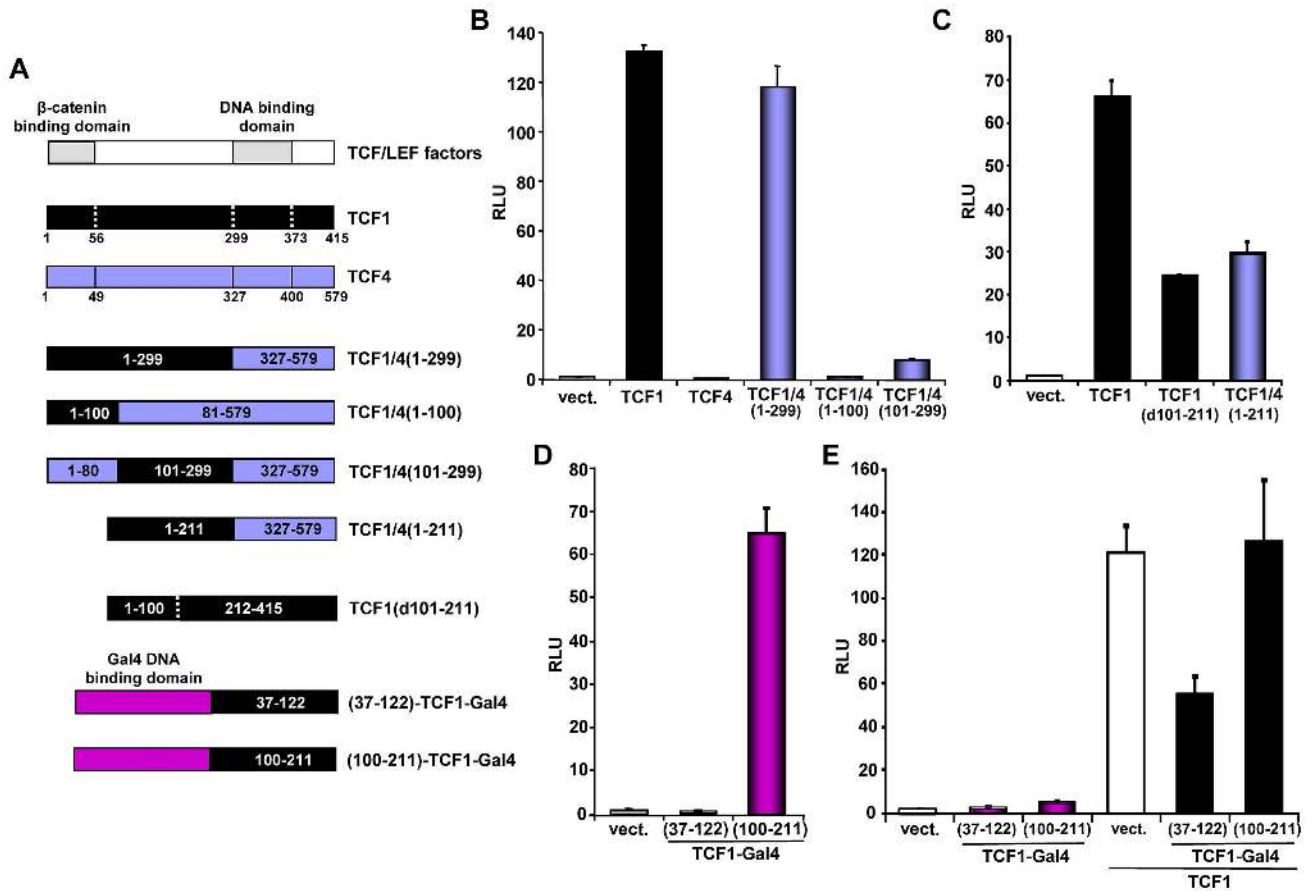 A
β-catenin
binding domain
DNA binding
domain
TCF/LEF factors
TCF1
1 56 299 373 415
TCF4
1 49 327 400 579
1-299 327-579 TCF1/4(1-299)
1-100 81-579 TCF1/4(1-100)
1-80 101-299 327-579 TCF1/4(101-299)
1-211 327-579 TCF1/4(1-211)
1-100 212-415 TCF1(d101-211)
Gal4 DNA
binding domain
37-122 (37-122)-TCF1-Gal4
100-211 (100-211)-TCF1-Gal4
B
RLU
140
120
100
80
60
40
20
0
vect. TCF1 TCF4 TCF1/4 TCF1/4 TCF1/4
(1-299) (1-100) (101-299)
C
RLU
80
70
60
50
40
30
20
10
0
vect. TCF1 TCF1 TCF1/4
(d101-211) (1-211)
D
RLU
80
70
60
50
40
30
20
10
0
vect. (37-122) (100-211)
TCF1-Gal4
E
RLU
160
140
120
100
80
60
40
20
0
vect. (37-122) (100-211) vect. (37-122) (100-211)
TCF1-Gal4 TCF1-Gal4
TCF1